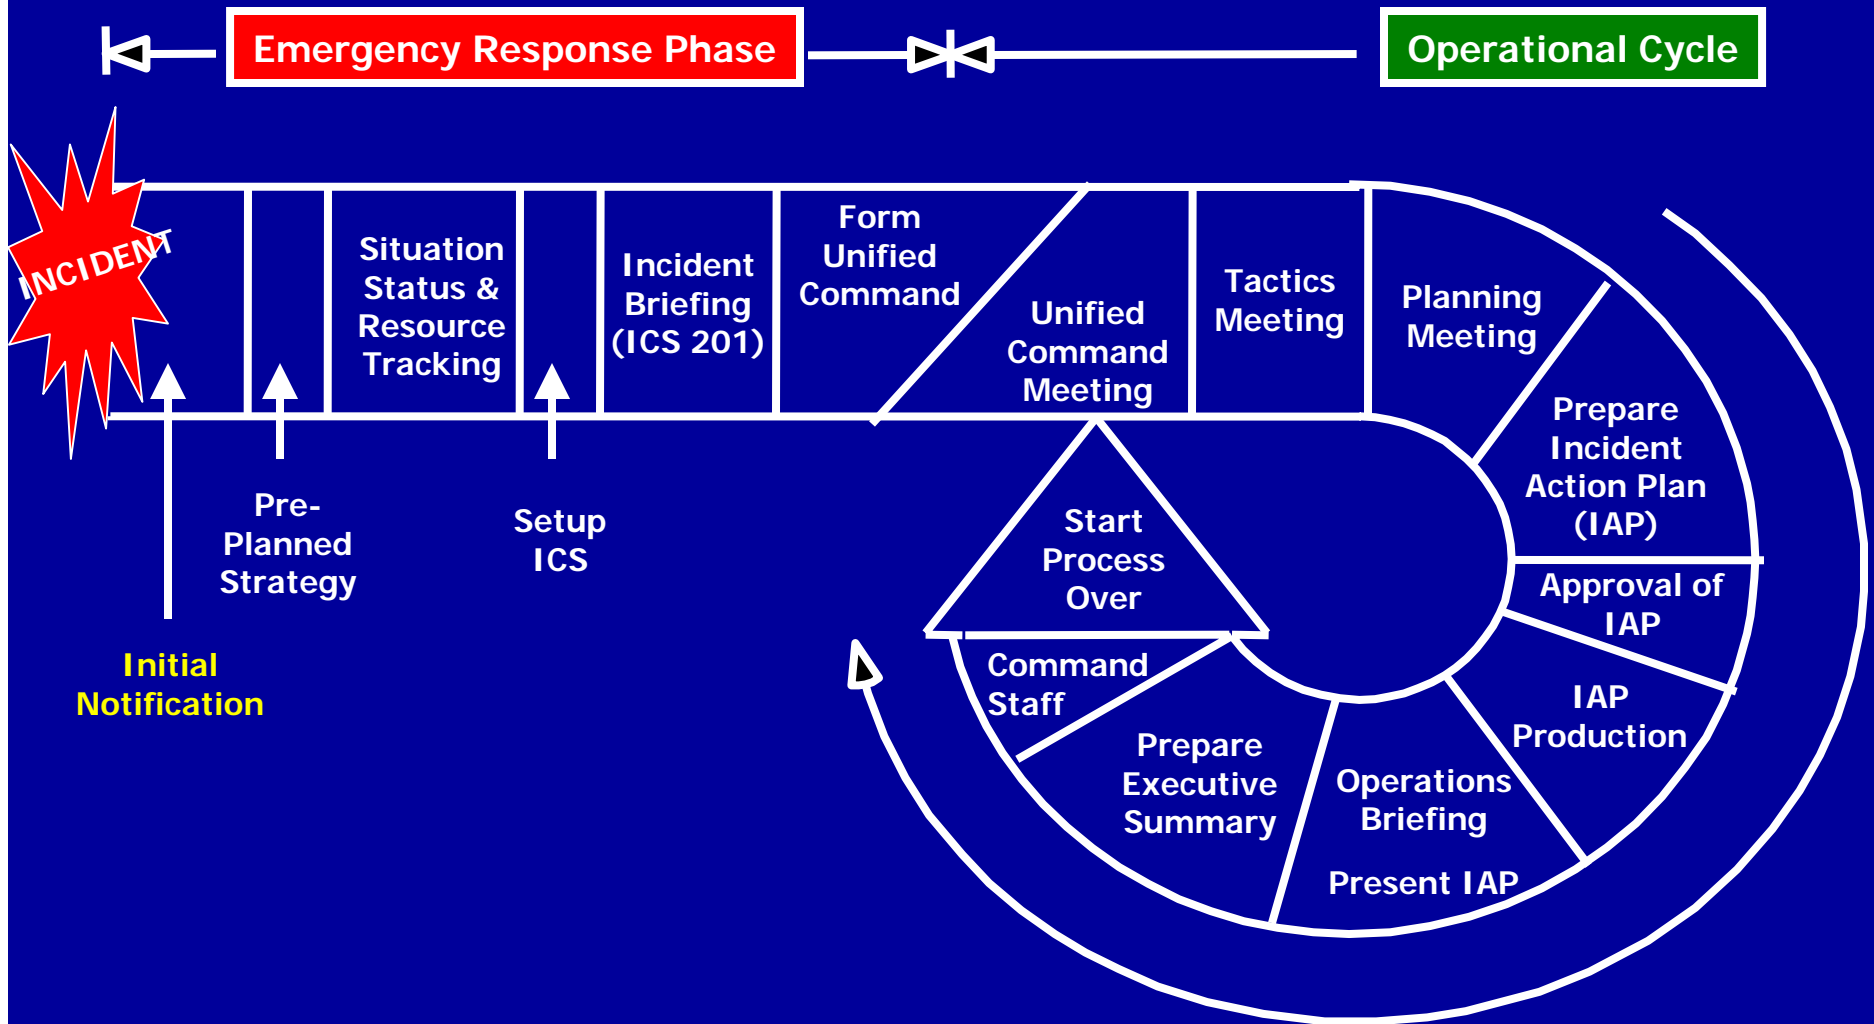 Emergency Response Phase
Operational Cycle
INCIDENT
Initial
Notification
Pre-
Planned
Strategy
Situation
Status &
Resource
Tracking
Setup
ICS
Incident
Briefing
(ICS 201)
Form
Unified
Command
Unified
Command
Meeting
Tactics
Meeting
Planning
Meeting
Prepare
Incident
Action Plan
(IAP)
Approval of
IAP
IAP
Production
Operations
Briefing
Present IAP
Prepare
Executive
Summary
Command
Staff
Start
Process
Over